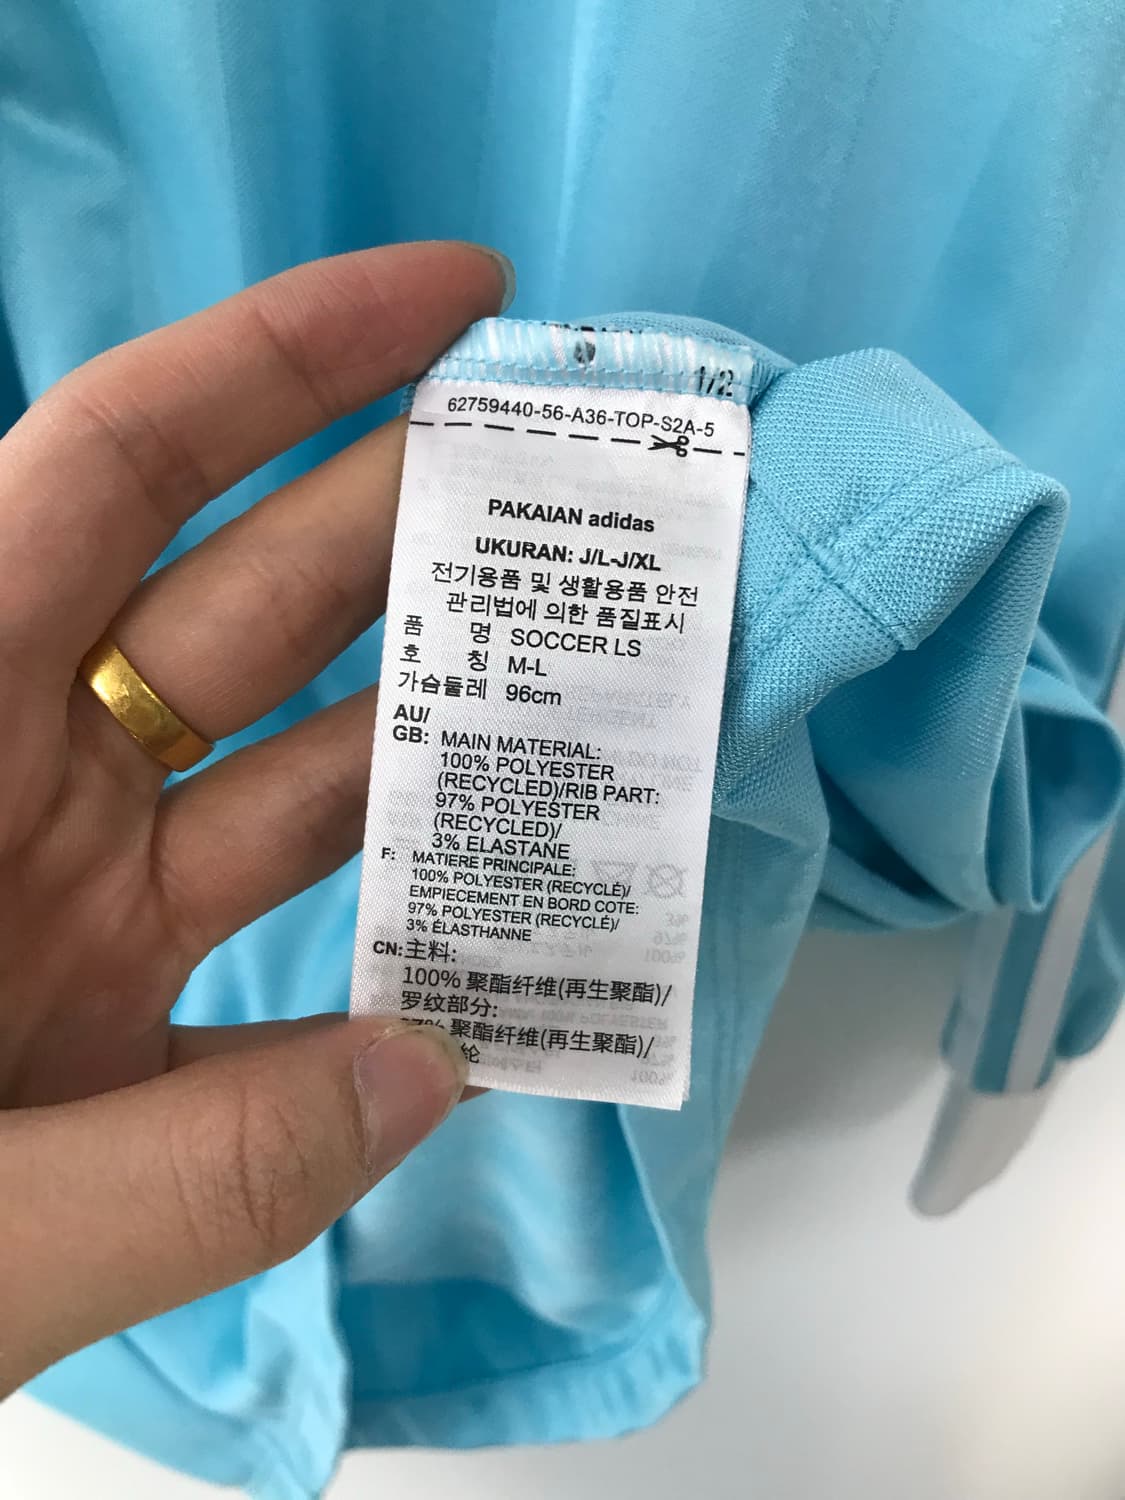 1/2
62759440-56-A36-TOP-S2A-5
PAKAIAN adidas
UKURAN: J/L-J/XL
전기용품 및 생활용품 안전
관리법에 의한 품질표시
품 명 SOCCER LS
호 칭 M-L
가슴둘레 96cm
AU/
GB: MAIN MATERIAL:
100% POLYESTER
(RECYCLED)/RIB PART:
97% POLYESTER
(RECYCLED)/
3% ELASTANE
F: MATIERE PRINCIPALE:
100% POLYESTER (RECYCLÉ)/
EMPIECEMENT EN BORD COTE:
97% POLYESTER (RECYCLÉ)/
3% ÉLASTHANNE
CN:主料:
100% 聚酯纤维(再生聚酯)/
罗纹部分:
聚酯纤维(再生聚酯)/
纶